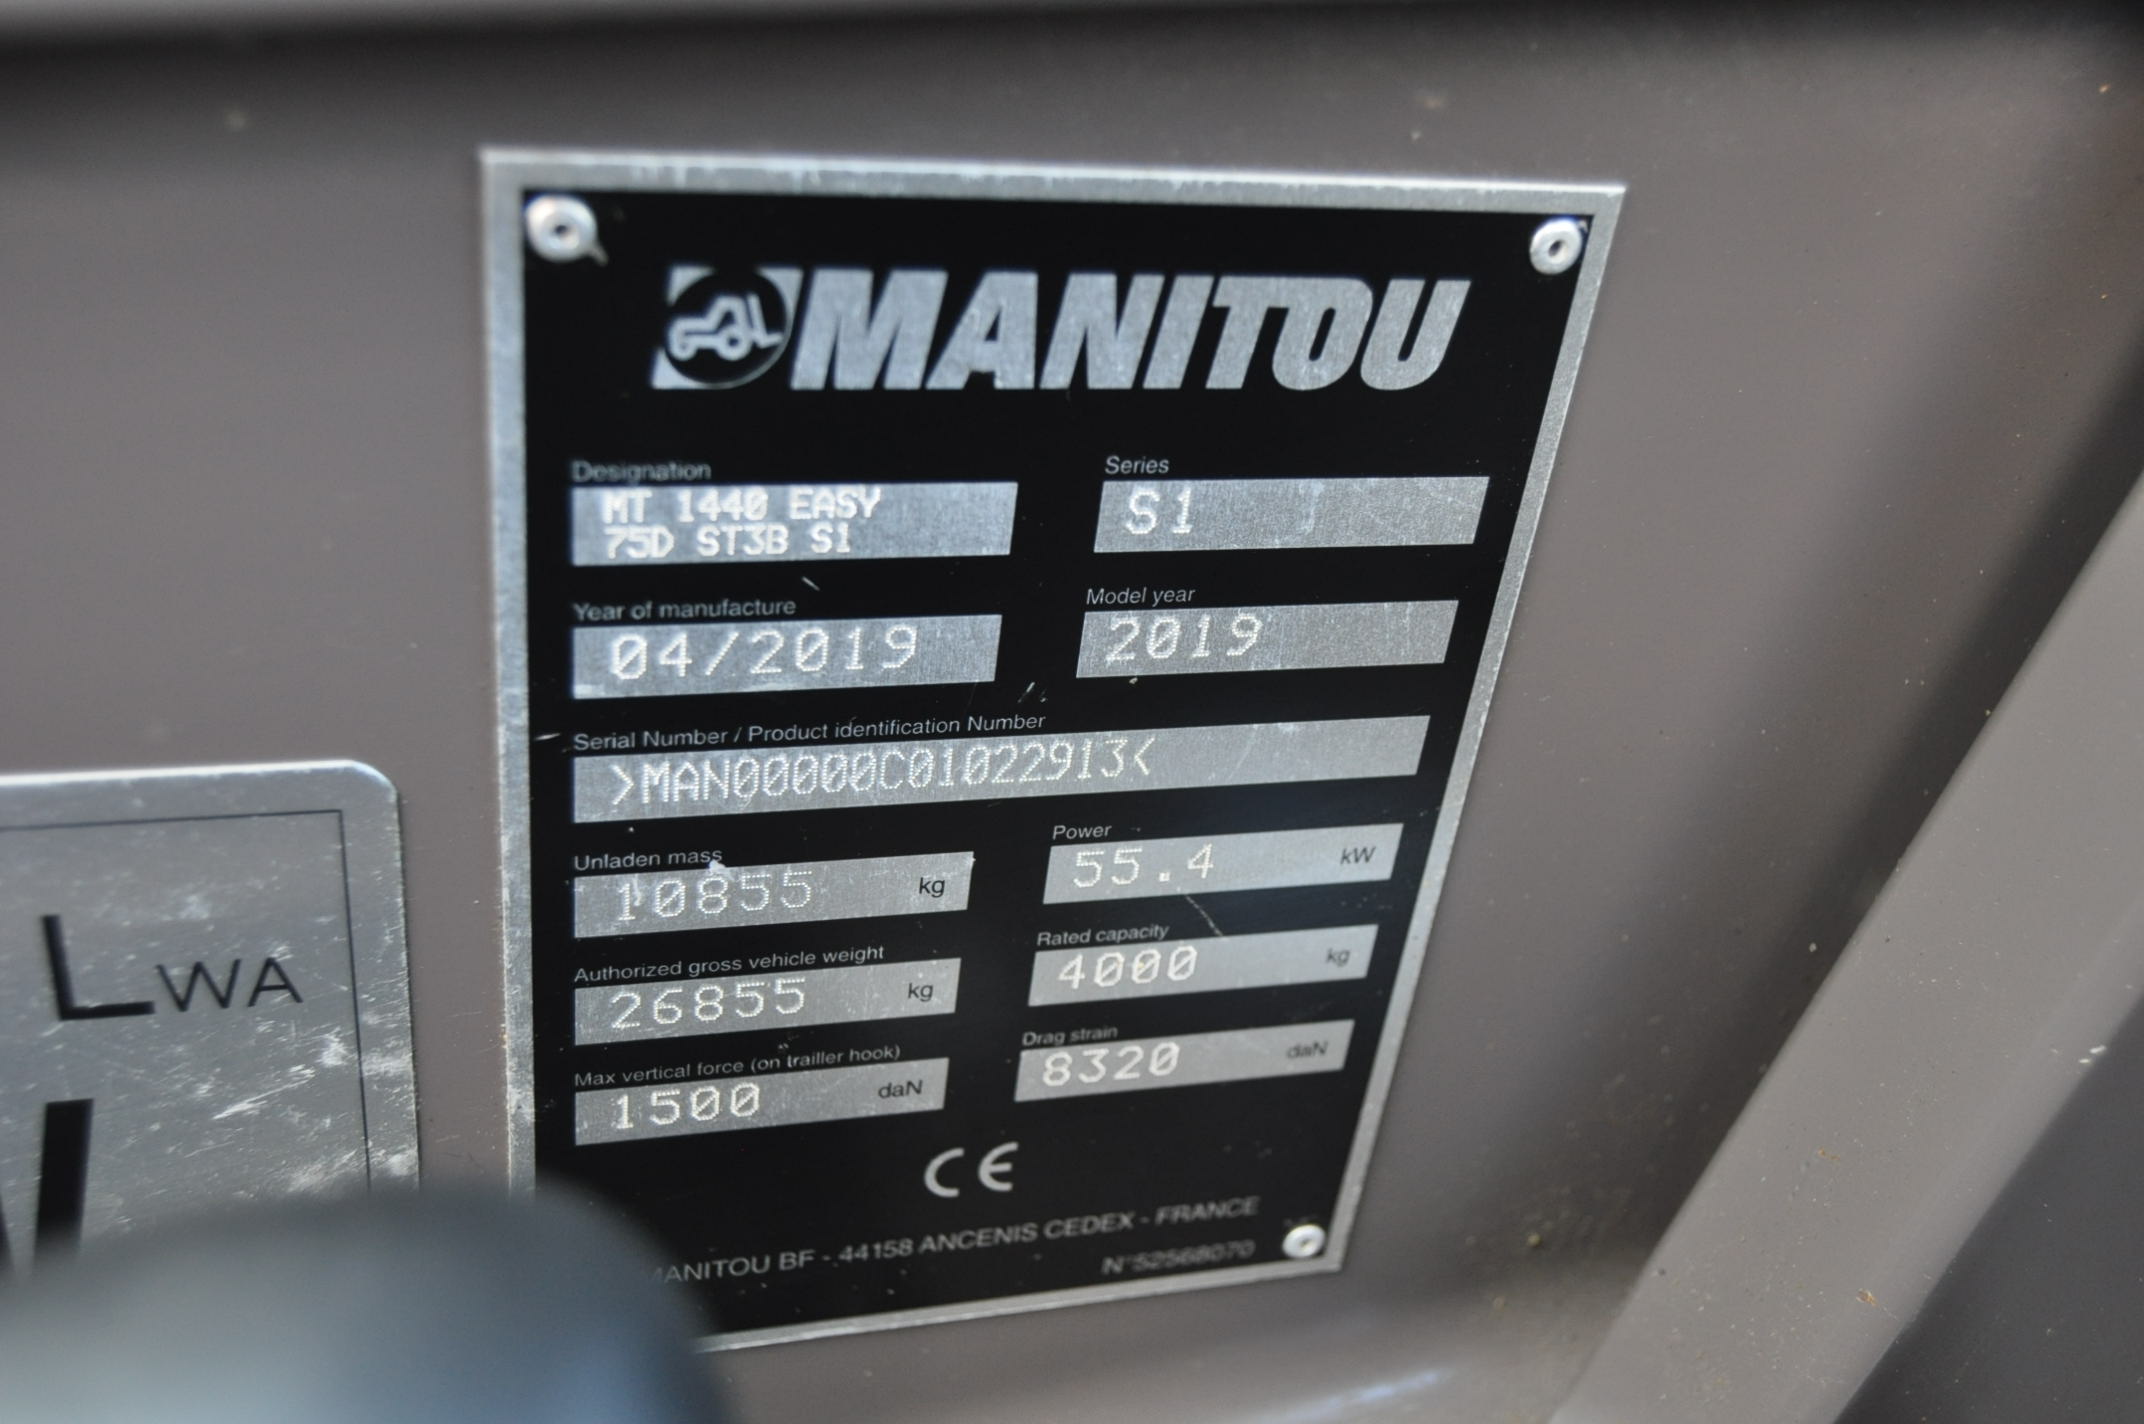 MANITOU
Designation
MT 1440 EASY
75D ST3B S1
Series
S1
Year of manufacture
04/2019
Model year
2019
Serial Number / Product identification Number
>MAN00000C01022913<
Unladen mass
10855 kg
Power
55.4 kW
Authorized gross vehicle weight
26855 kg
Rated capacity
4000 kg
Max vertical force (on trailler hook)
1500 daN
Drag strain
8320 daN
CE
MANITOU BF - 44158 ANCENIS CEDEX - FRANCE
N°52568070
LWA